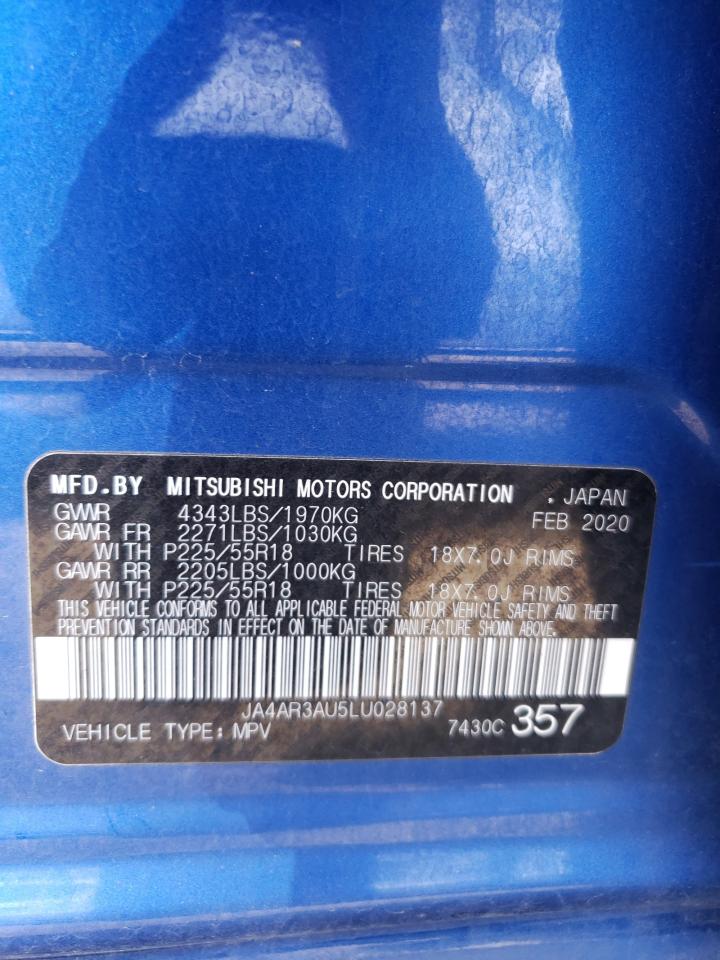 MFD.BY MITSUBISHI MOTORS CORPORATION . JAPAN
GVWR 4343LBS/1970KG FEB 2020
GAWR FR 2271LBS/1030KG
WITH P225/55R18 TIRES 18X7.0J RIMS
GAWR RR 2205LBS/1000KG
WITH P225/55R18 TIRES 18X7.0J RIMS
THIS VEHICLE CONFORMS TO ALL APPLICABLE FEDERAL MOTOR VEHICLE SAFETY AND THEFT
PREVENTION STANDARDS IN EFFECT ON THE DATE OF MANUFACTURE SHOWN ABOVE.
JA4AR3AU5LU028137
VEHICLE TYPE: MPV 7430C 357